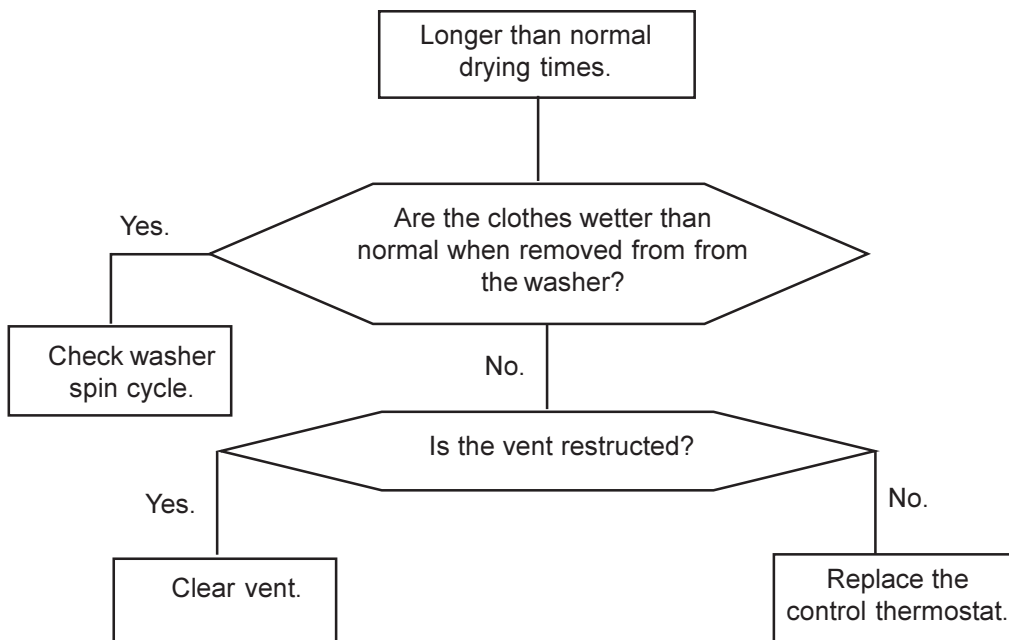 Longer than normal
drying times.
Are the clothes wetter than
normal when removed from from
the washer?
Yes.
Check washer
spin cycle.
No.
Is the vent restructed?
Yes.
No.
Clear vent.
Replace the
control thermostat.